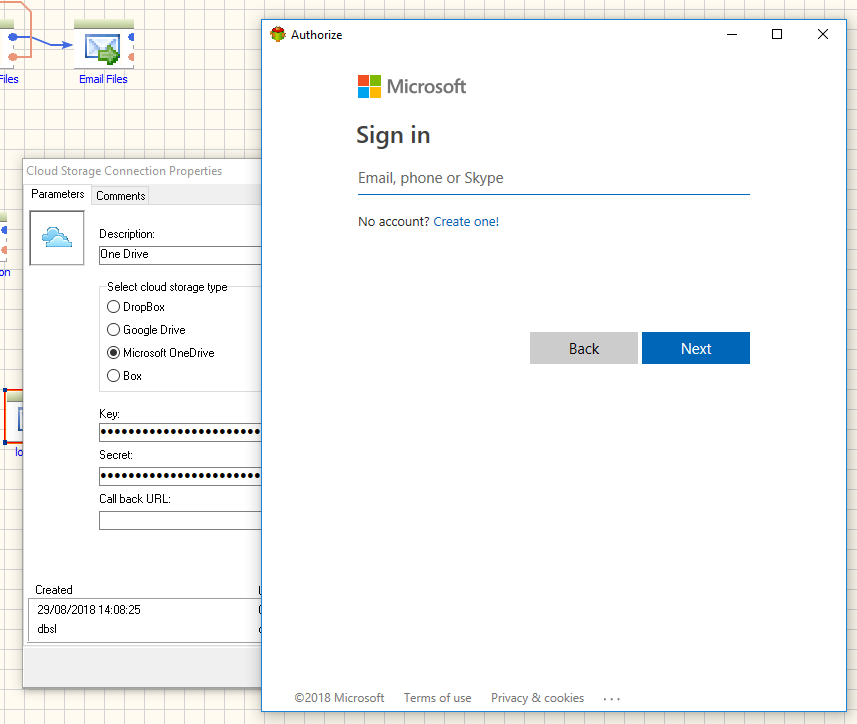 Files
Email Files
on
lo
Cloud Storage Connection Properties
Parameters
Comments
Description:
One Drive
Select cloud storage type
DropBox
Google Drive
Microsoft OneDrive
Box
Key:
Secret:
Call back URL:
Created
29/08/2018 14:08:25
dbsl
Authorize
Microsoft
Sign in
Email, phone or Skype
No account? Create one!
Back
Next
©2018 Microsoft
Terms of use
Privacy & cookies
...